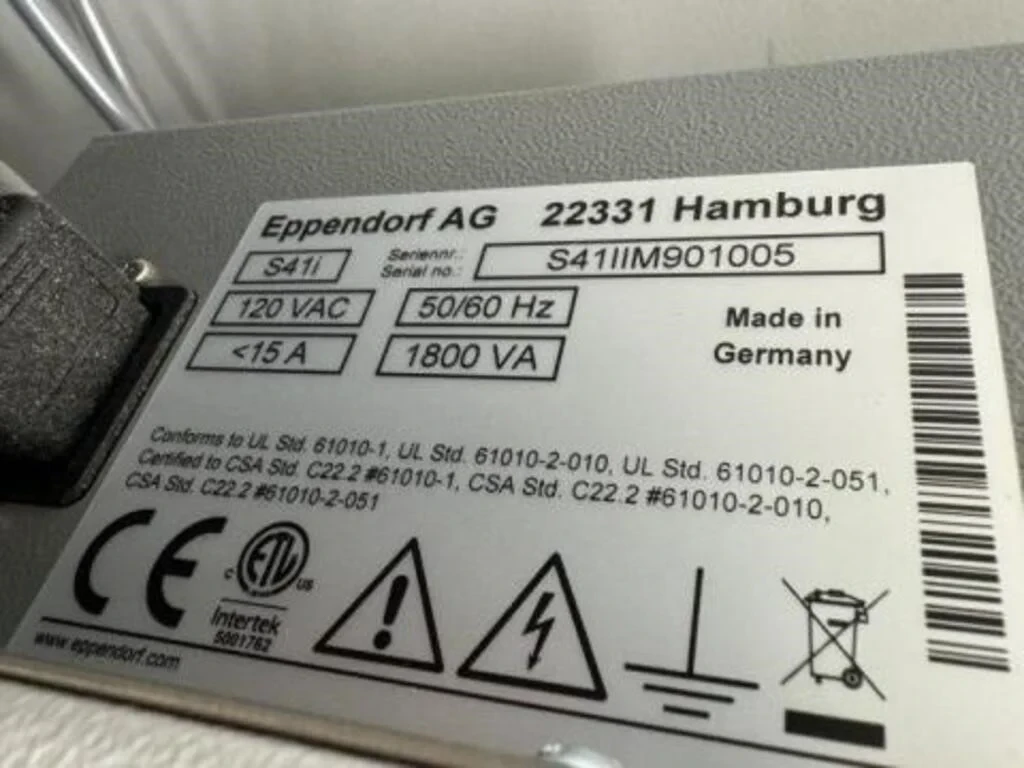 Eppendorf AG 22331 Hamburg
S41i Seriennr.: Serial no.: S41IIM901005
120 VAC 50/60 Hz
<15 A 1800 VA
Made in
Germany
Conforms to UL Std. 61010-1, UL Std. 61010-2-010, UL Std. 61010-2-051,
Certified to CSA Std. C22.2 #61010-1, CSA Std. C22.2 #61010-2-010,
CSA Std. C22.2 #61010-2-051
CE
c ETL us
Intertek
5001762
www.eppendorf.com